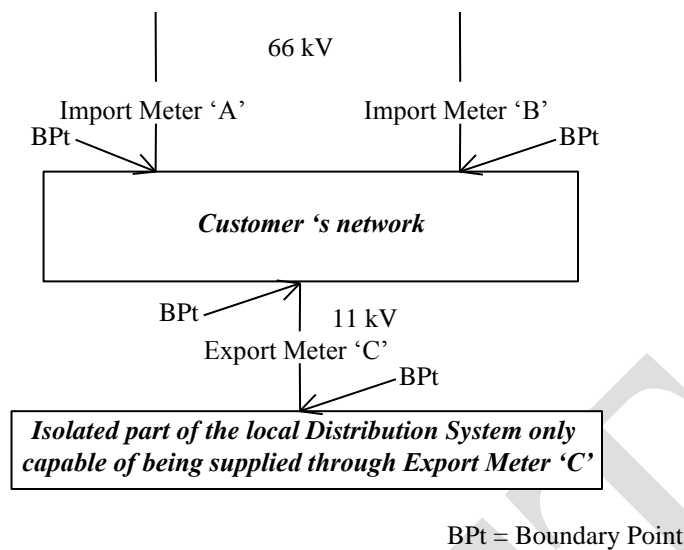 66 kV
Import Meter ‘A’
Import Meter ‘B’
BPt
BPt
Customer ‘s network
BPt
11 kV
Export Meter ‘C’
BPt
Isolated part of the local Distribution System only
capable of being supplied through Export Meter ‘C’
BPt = Boundary Point